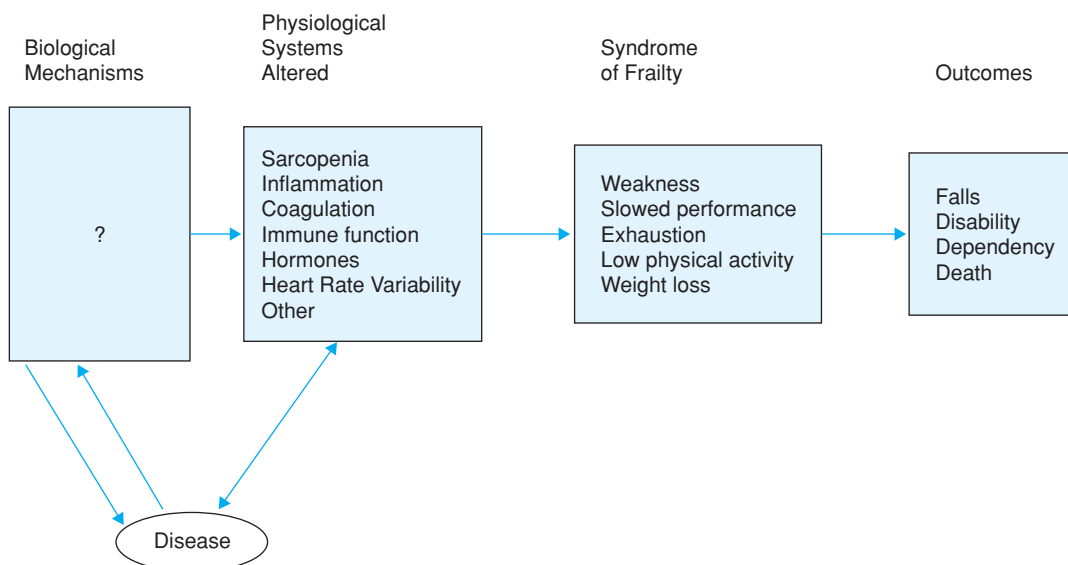 Biological
Mechanisms
Physiological
Systems
Altered
Syndrome
of Frailty
Outcomes
?
Sarcopenia
Inflammation
Coagulation
Immune function
Hormones
Heart Rate Variability
Other
Weakness
Slowed performance
Exhaustion
Low physical activity
Weight loss
Falls
Disability
Dependency
Death
Disease